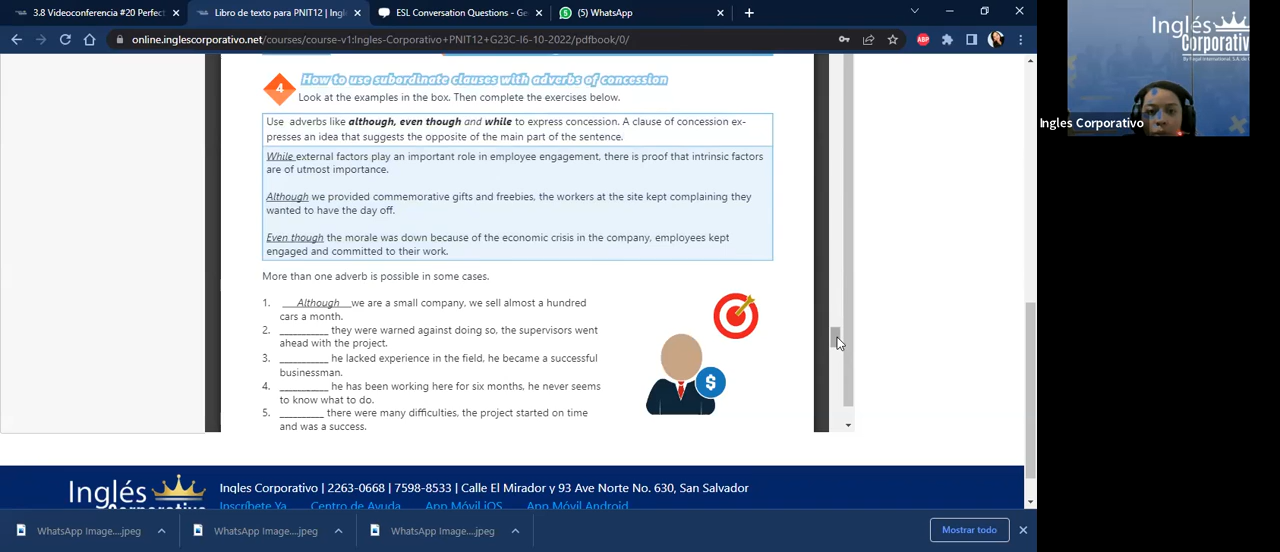 3.8 Videoconferencia #20 Perfect
Libro de texto para PNIT12 | Ingl
ESL Conversation Questions - Ge
(5) WhatsApp
online.inglescorporativo.net/courses/course-v1:Ingles-Corporativo+PNIT12+G23C-I6-10-2022/pdfbook/0/
ABP
Inglés
Corporativo
By Fagal International, S.A. de
Ingles Corporativo
4
How to use subordinate clauses with adverbs of concession
Look at the examples in the box. Then complete the exercises below.
Use adverbs like although, even though and while to express concession. A clause of concession ex-
presses an idea that suggests the opposite of the main part of the sentence.
While external factors play an important role in employee engagement, there is proof that intrinsic factors
are of utmost importance.
Although we provided commemorative gifts and freebies, the workers at the site kept complaining they
wanted to have the day off.
Even though the morale was down because of the economic crisis in the company, employees kept
engaged and committed to their work.
More than one adverb is possible in some cases.
1. ___Although___we are a small company, we sell almost a hundred
cars a month.
2. ___________ they were warned against doing so, the supervisors went
ahead with the project.
3. ___________ he lacked experience in the field, he became a successful
businessman.
4. ___________ he has been working here for six months, he never seems
to know what to do.
5. __________ there were many difficulties, the project started on time
and was a success.
$
Inglés
Corporativo
Inglés Corporativo | 2263-0668 | 7598-8533 | Calle El Mirador y 93 Ave Norte No. 630, San Salvador
Inscríbete Ya
Centro de Ayuda
App Móvil iOS
App Móvil Android
WhatsApp Image....jpeg
WhatsApp Image....jpeg
WhatsApp Image....jpeg
Mostrar todo